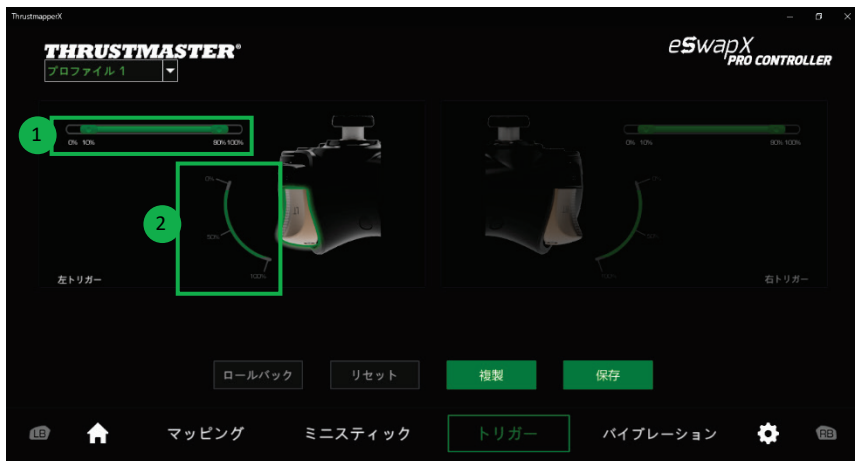 ThrustmapperX
THRUSTMASTER®
プロファイル 1
eSwapX
PRO CONTROLLER
1
0% 10% 80% 100%
0% 10% 80% 100%
2
0%
50%
100%
0%
50%
100%
左トリガー
右トリガー
ロールバック リセット 複製 保存
LB マッピング ミニスティック トリガー バイブレーション RB